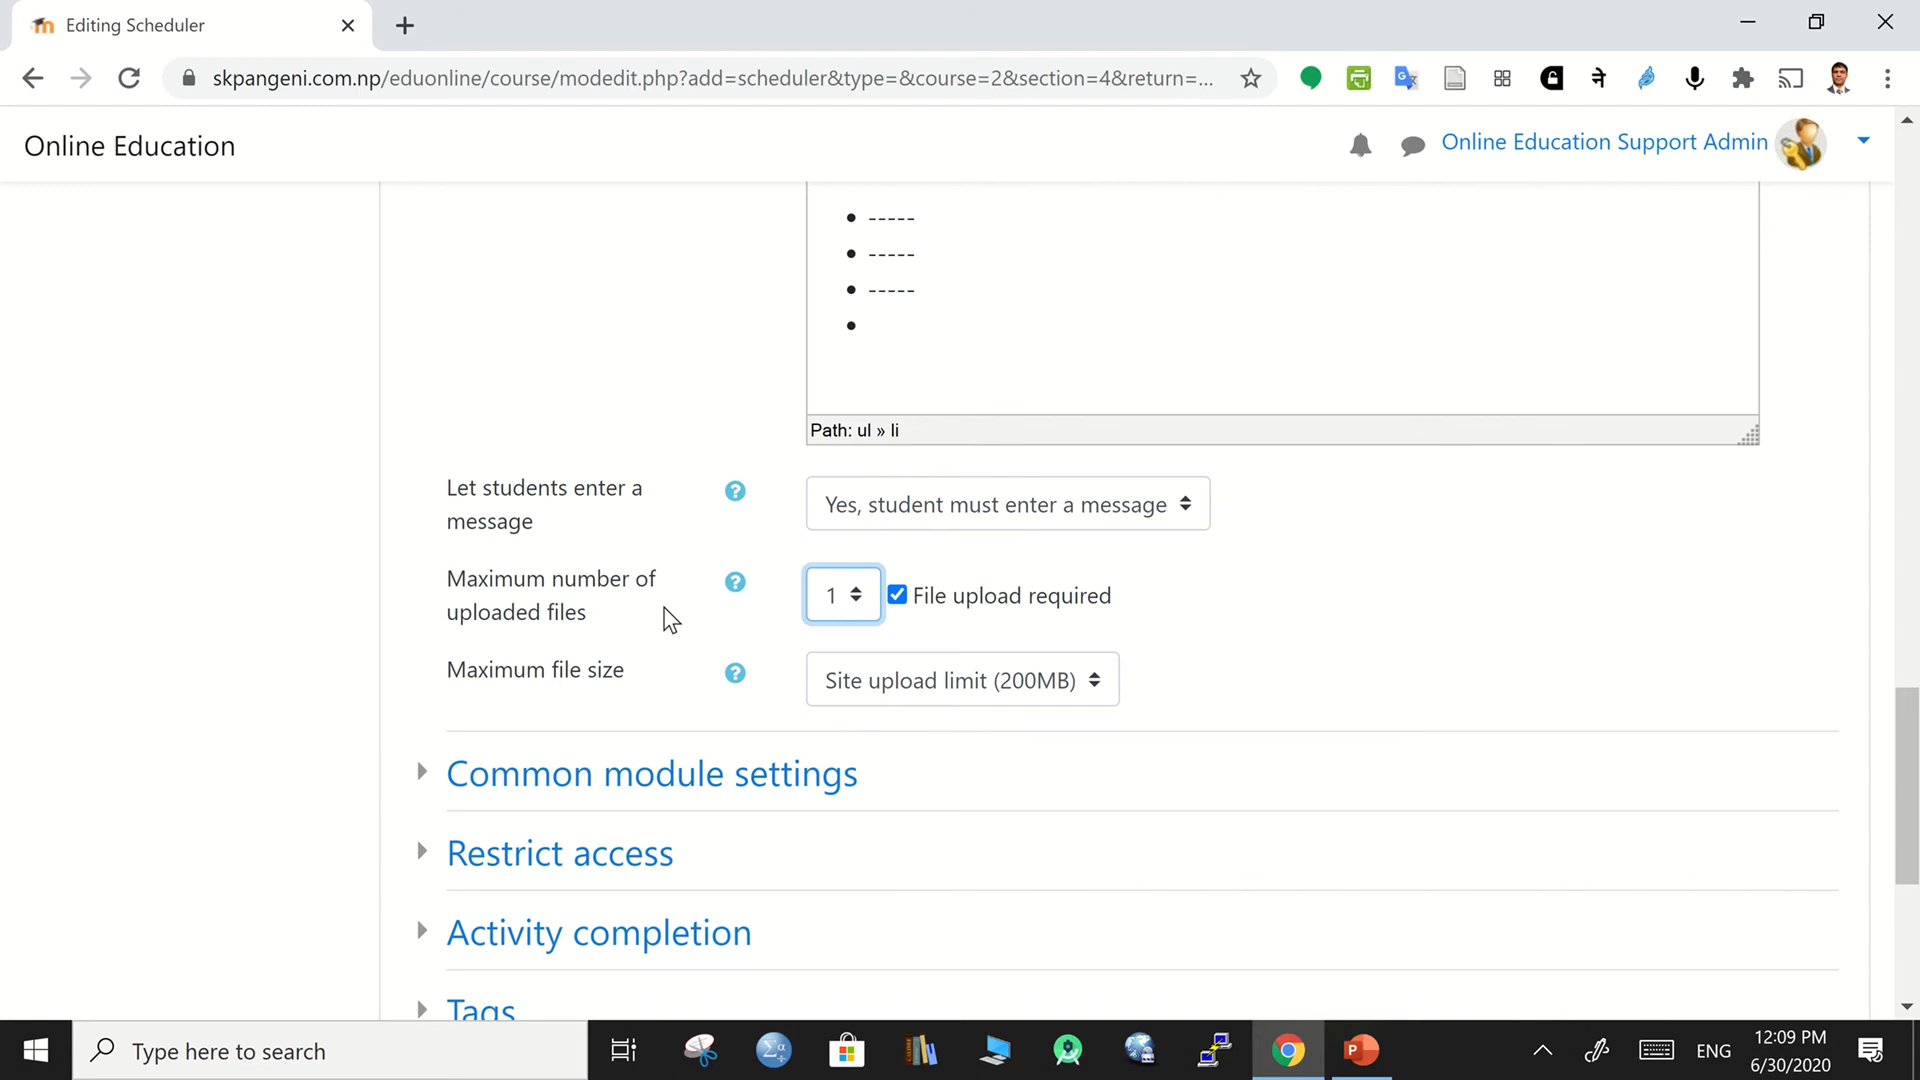 Editing Scheduler
skpangeni.com.np/eduonline/course/modedit.php?add=scheduler&type=&course=2&section=4&return=...
Online Education
Online Education Support Admin
-----
-----
-----
Path: ul » li
Let students enter a
message
Yes, student must enter a message
Maximum number of
uploaded files
1
File upload required
Maximum file size
Site upload limit (200MB)
Common module settings
Restrict access
Activity completion
Tags
Type here to search
ENG
12:09 PM
6/30/2020